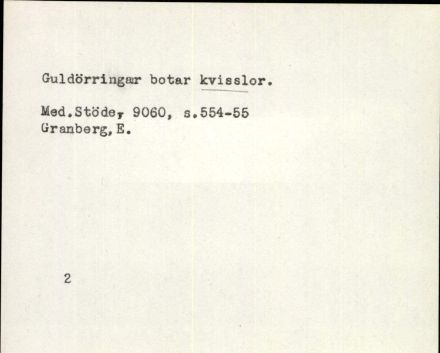 Guldörringar botar kvisslor.
Med.Stöde, 9060, s.554-55
Granberg,E.
2